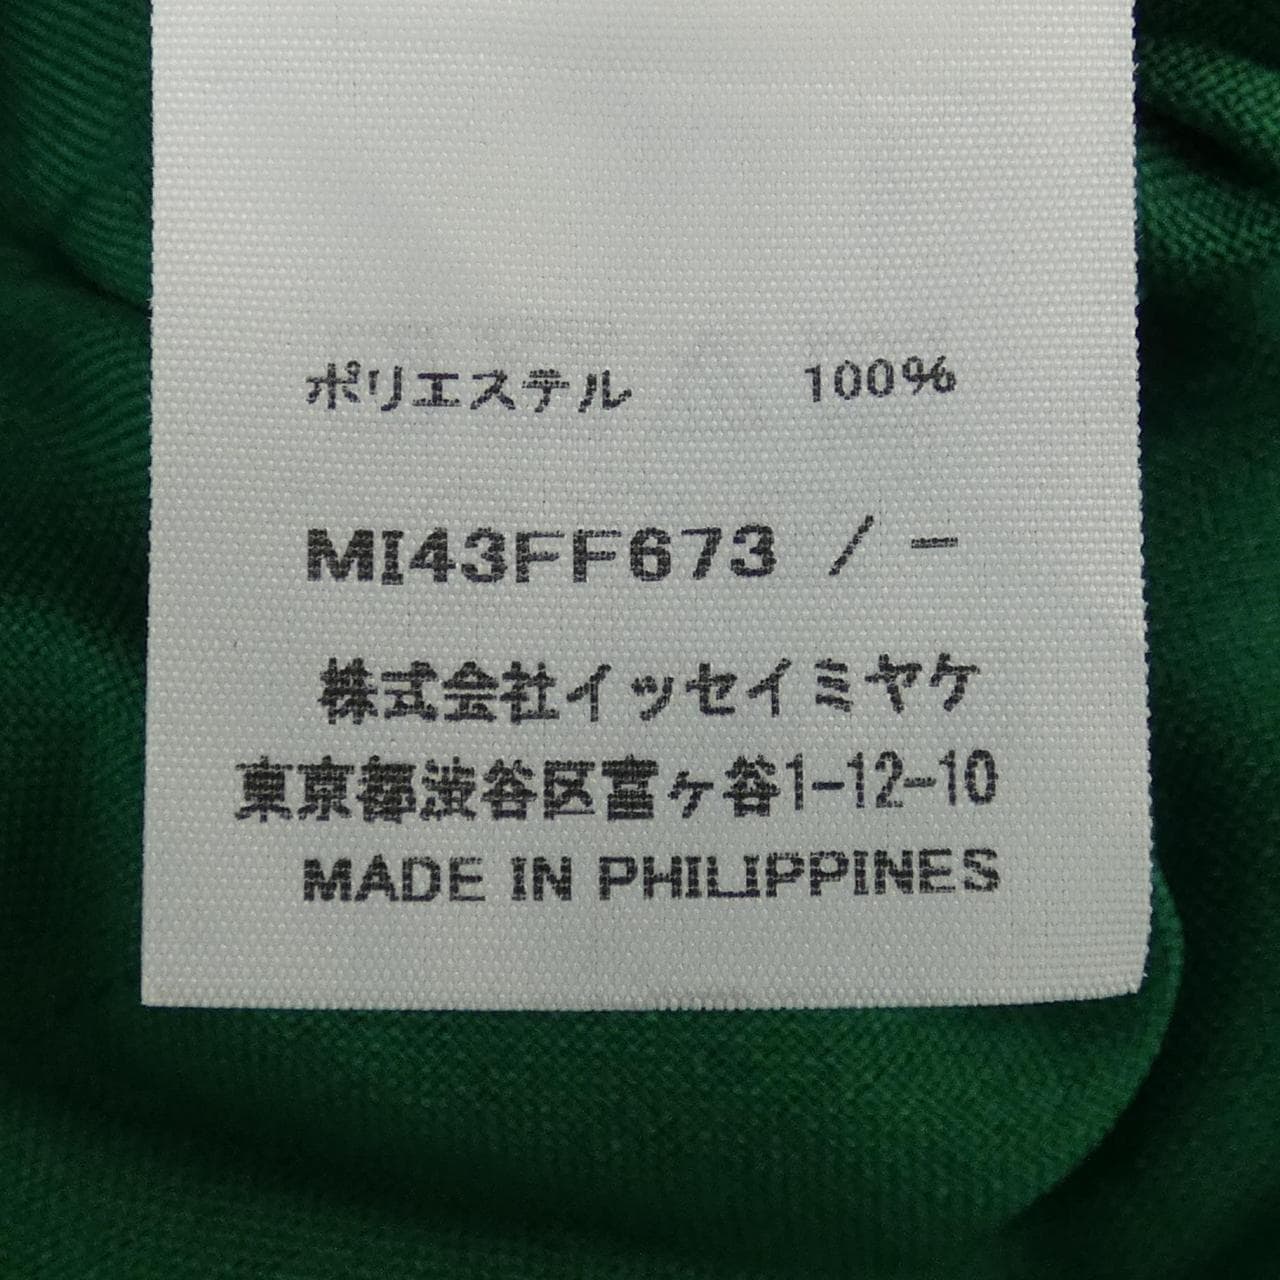 ポリエステル 100%
MI43FF673 / -
株式会社イッセイミヤケ
東京都渋谷区富ヶ谷1-12-10
MADE IN PHILIPPINES